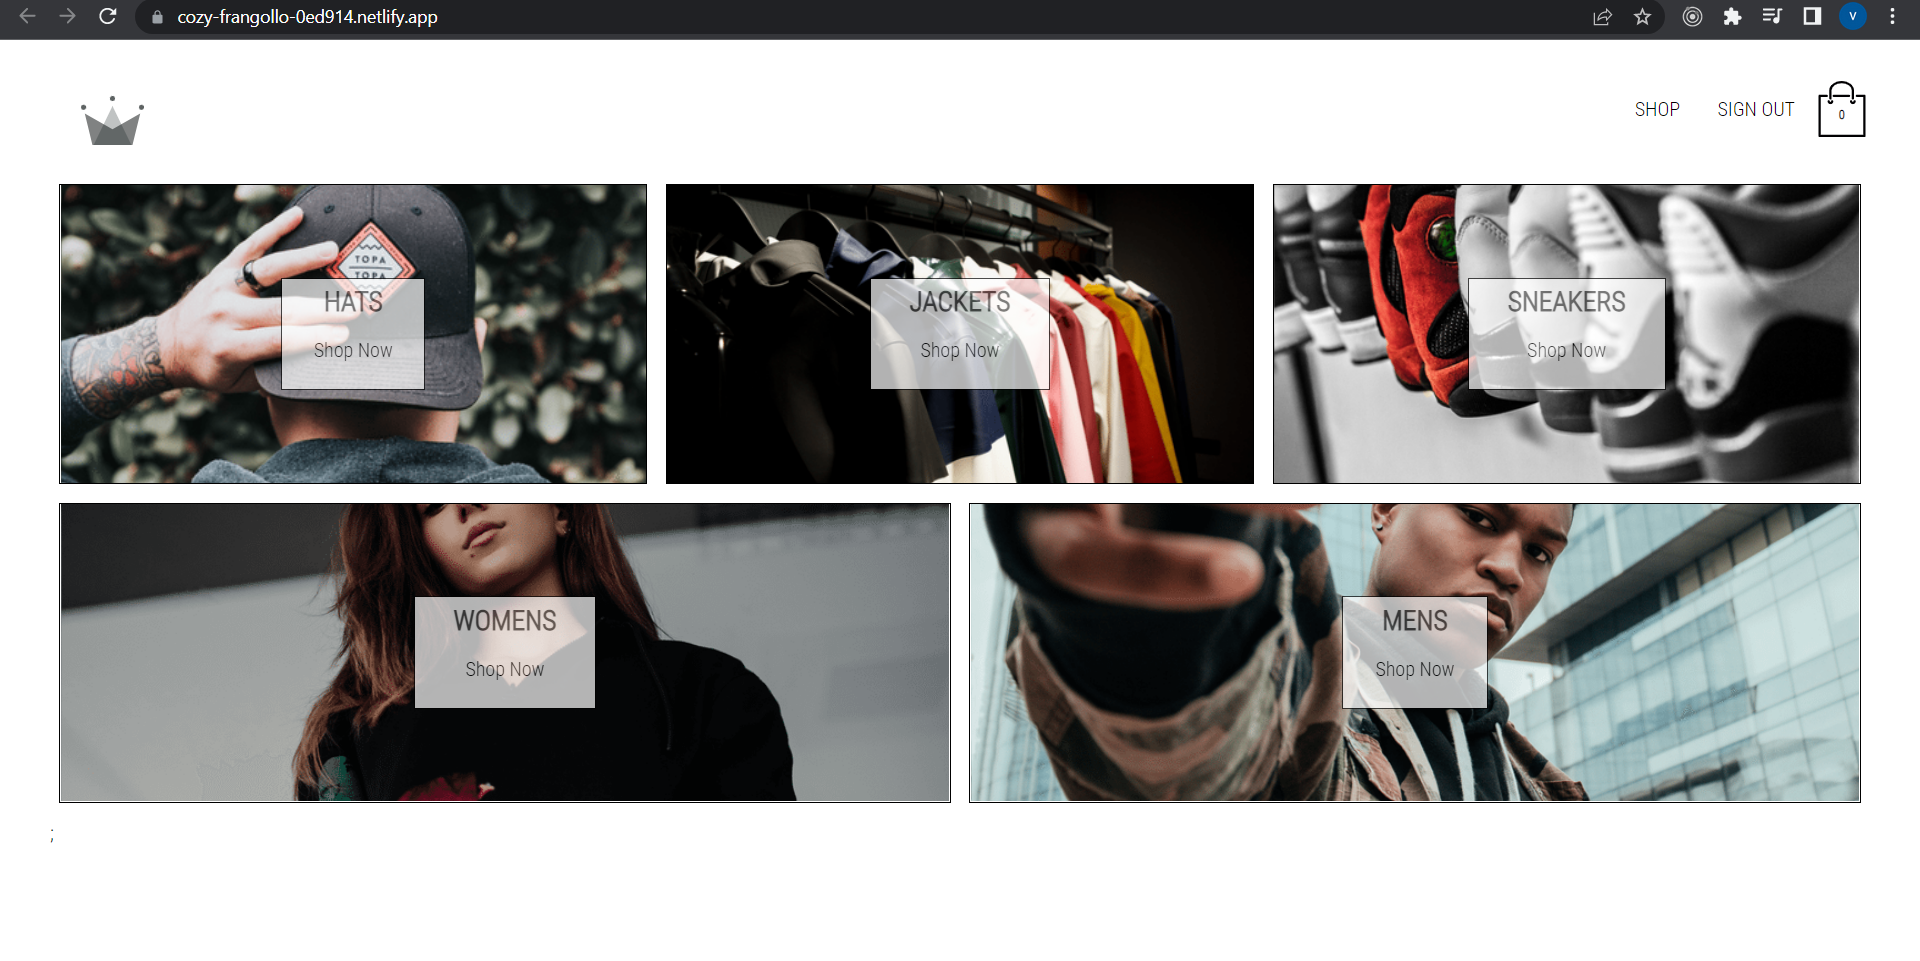 cozy-frangollo-0ed914.netlify.app
V
SHOP SIGN OUT
0
TOPA
TOPA
HATS
Shop Now
JACKETS
Shop Now
SNEAKERS
Shop Now
WOMENS
Shop Now
MENS
Shop Now
;